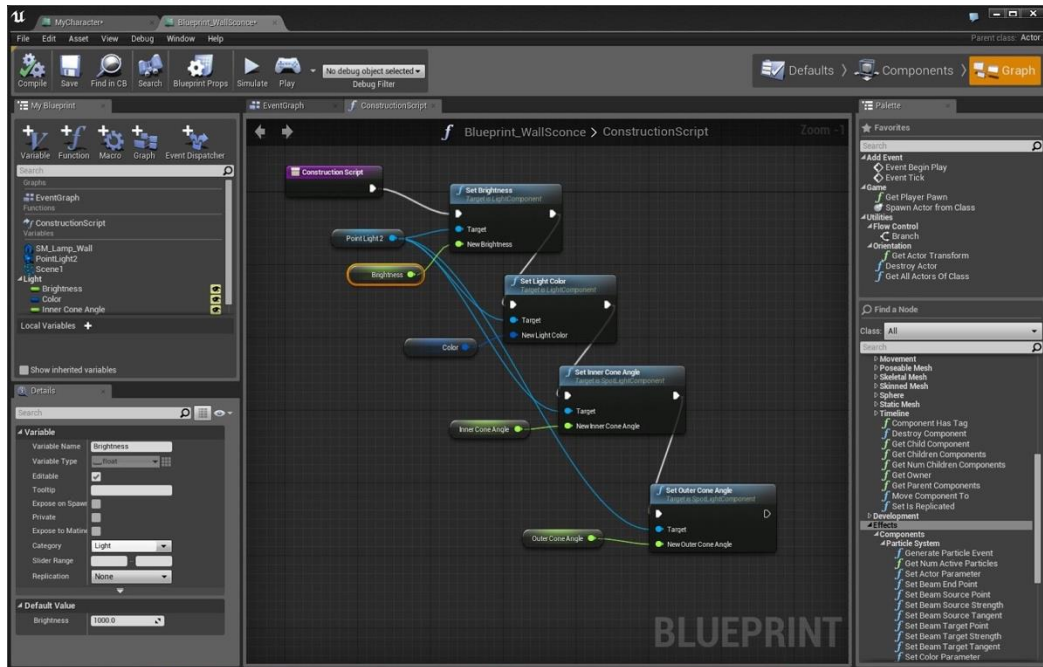 MyCharacter*
Blueprint_WallSconce*
File Edit Asset View Debug Window Help
Parent class: Actor
Compile Save Find in CB Search Blueprint Props Simulate Play
No debug object selected
Debug Filter
Defaults Components Graph
My Blueprint
Variable Function Macro Graph Event Dispatcher
Search
Graphs
EventGraph
Functions
ConstructionScript
Variables
SM_Lamp_Wall
PointLight2
Scene1
Light
Brightness
Color
Inner Cone Angle
Local Variables
Show inherited variables
Details
Search
Variable
Variable Name Brightness
Variable Type float
Editable
Tooltip
Expose on Spawn
Private
Expose to Matine
Category Light
Slider Range
Replication None
Default Value
Brightness 1000.0
EventGraph ConstructionScript
Blueprint_WallSconce > ConstructionScript
Zoom -1
Construction Script
Set Brightness
Target is LightComponent
Target
New Brightness
Point Light 2
Brightness
Set Light Color
Target is LightComponent
Target
New Light Color
Color
Set Inner Cone Angle
Target is SpotLightComponent
Target
New Inner Cone Angle
Inner Cone Angle
Set Outer Cone Angle
Target is SpotLightComponent
Target
New Outer Cone Angle
Outer Cone Angle
BLUEPRINT
Palette
Favorites
Search
Add Event
Event Begin Play
Event Tick
Game
Get Player Pawn
Spawn Actor from Class
Utilities
Flow Control
Branch
Orientation
Get Actor Transform
Destroy Actor
Get All Actors Of Class
Find a Node
Class: All
Search
Movement
Poseable Mesh
Skeletal Mesh
Skinned Mesh
Sphere
Static Mesh
Timeline
Component Has Tag
Destroy Component
Get Child Component
Get Children Components
Get Num Children Components
Get Owner
Get Parent Components
Move Component To
Set Is Replicated
Development
Effects
Components
Particle System
Generate Particle Event
Get Num Active Particles
Set Actor Parameter
Set Beam End Point
Set Beam Source Point
Set Beam Source Strength
Set Beam Source Tangent
Set Beam Target Point
Set Beam Target Strength
Set Beam Target Tangent
Set Color Parameter